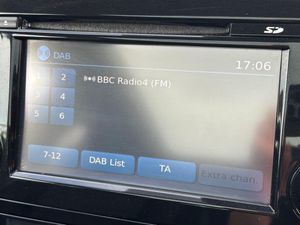 SD
DAB
17:06
1 2
BBC Radio4 (FM)
3 4
5 6
7-12
DAB List
TA
Extra chan.